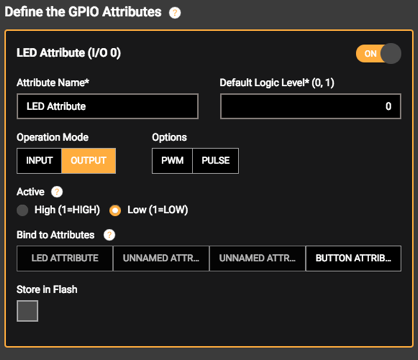 Define the GPIO Attributes ?
LED Attribute (I/O 0) ON
Attribute Name* Default Logic Level* (0, 1)
LED Attribute 0
Operation Mode Options
INPUT OUTPUT PWM PULSE
Active ?
High (1=HIGH) Low (1=LOW)
Bind to Attributes ?
LED ATTRIBUTE UNNAMED ATTR... UNNAMED ATTR... BUTTON ATTRIB...
Store in Flash